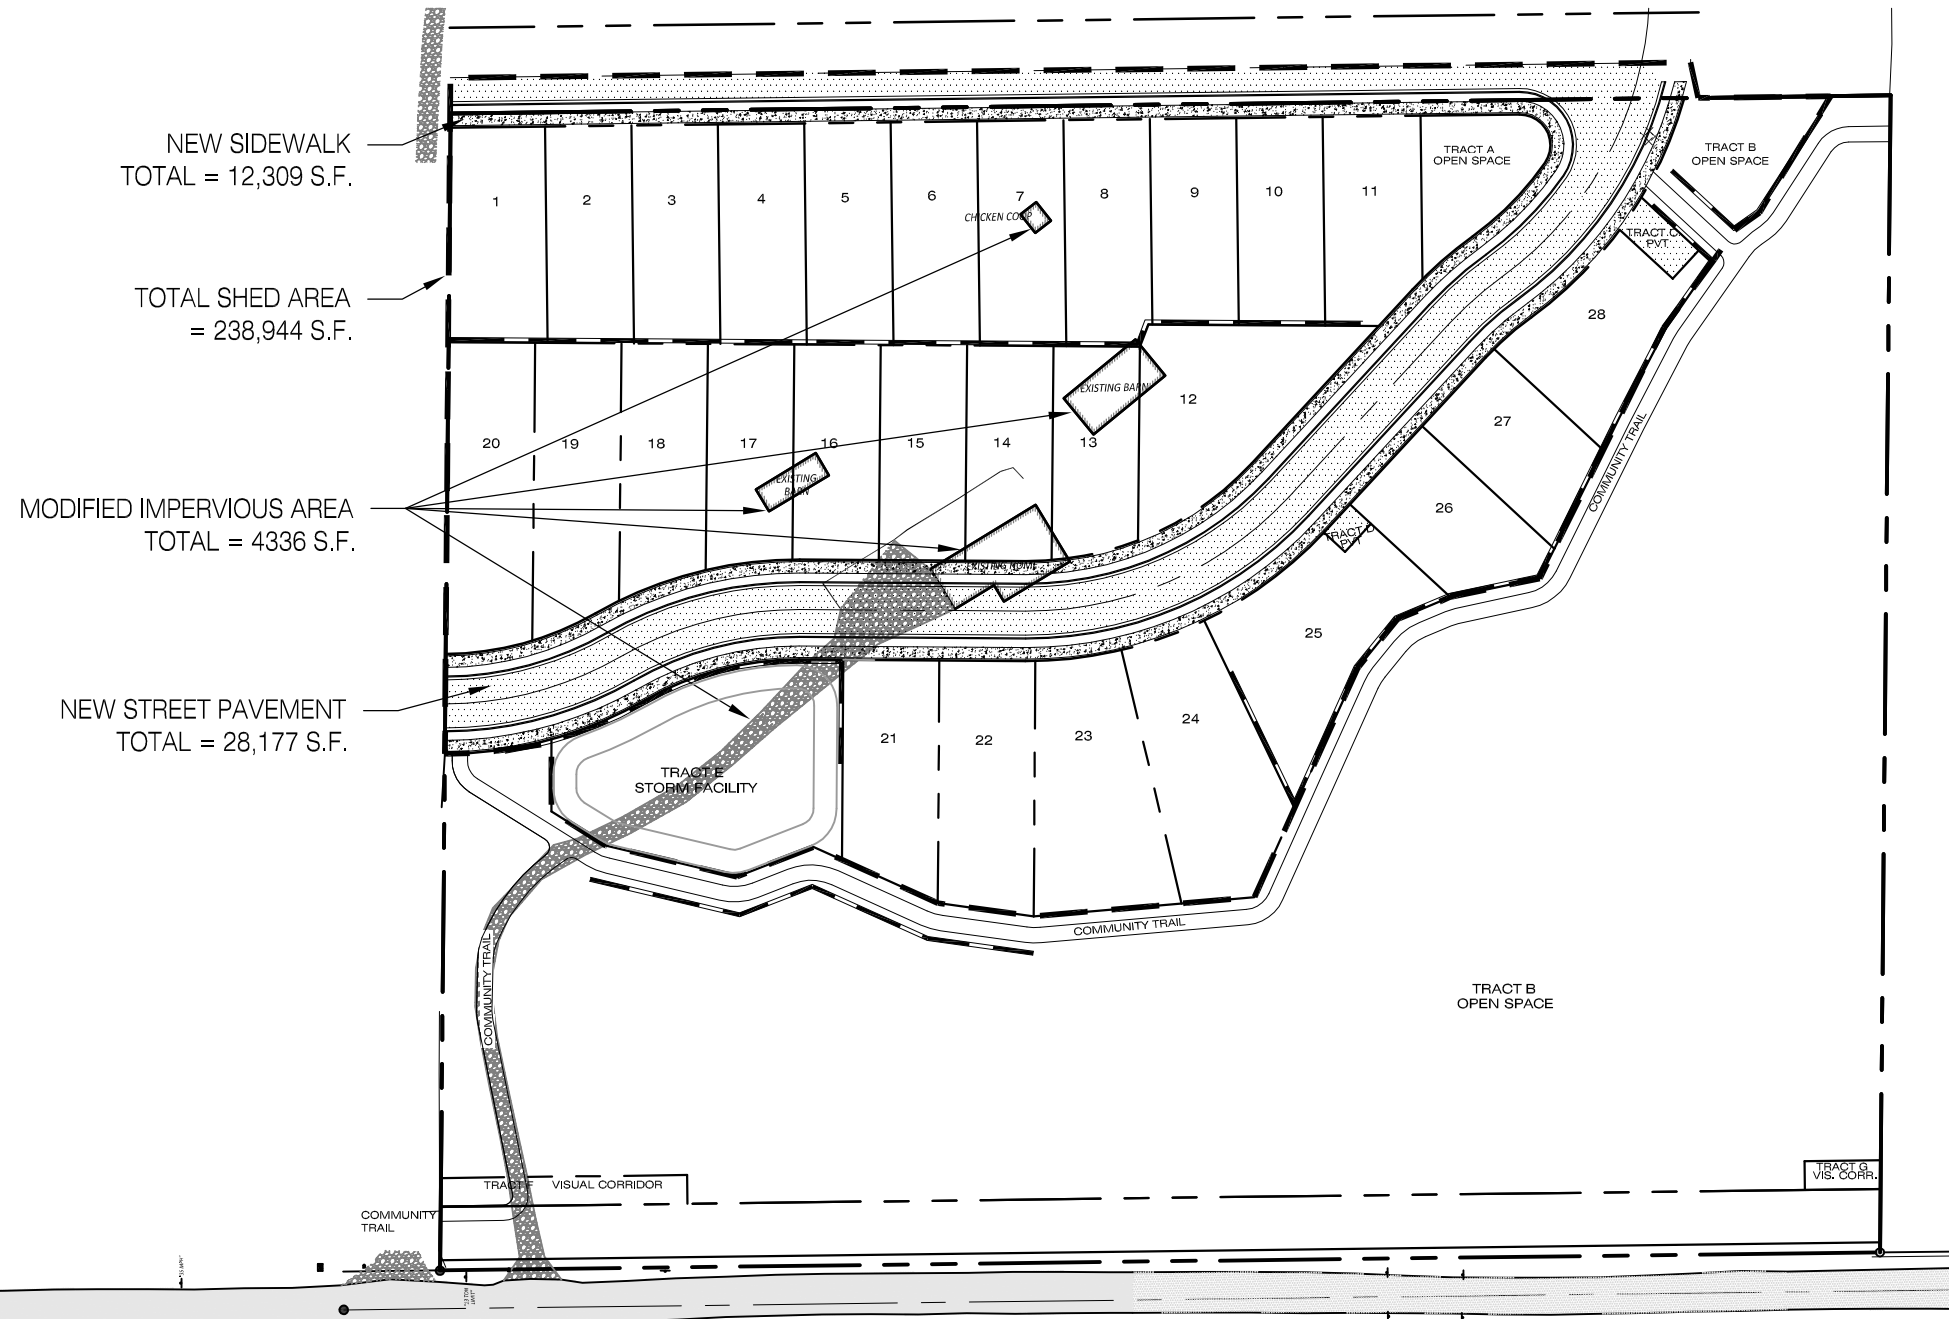 NEW SIDEWALK
TOTAL = 12,309 S.F.
TOTAL SHED AREA
= 238,944 S.F.
MODIFIED IMPERVIOUS AREA
TOTAL = 4336 S.F.
NEW STREET PAVEMENT
TOTAL = 28,177 S.F.
TRACT A
OPEN SPACE
TRACT B
OPEN SPACE
1
2
3
4
5
6
7
8
9
10
11
CHICKEN COOP
TRACT C
PVT
28
EXISTING BARN
12
27
20
19
18
17
16
15
14
13
EXISTING
BARN
26
COMMUNITY TRAIL
TRACT D
PVT
EXISTING HOME
25
24
21
22
23
TRACT E
STORM FACILITY
COMMUNITY TRAIL
COMMUNITY TRAIL
TRACT B
OPEN SPACE
TRACT F VISUAL CORRIDOR
TRACT G
VIS. CORR.
COMMUNITY
TRAIL